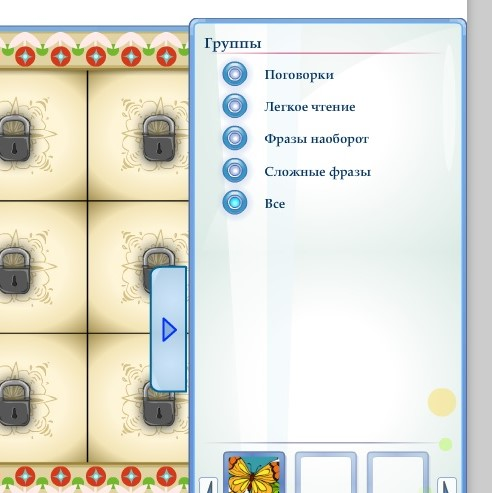 Группы
Поговорки
Легкое чтение
Фразы наоборот
Сложные фразы
Все